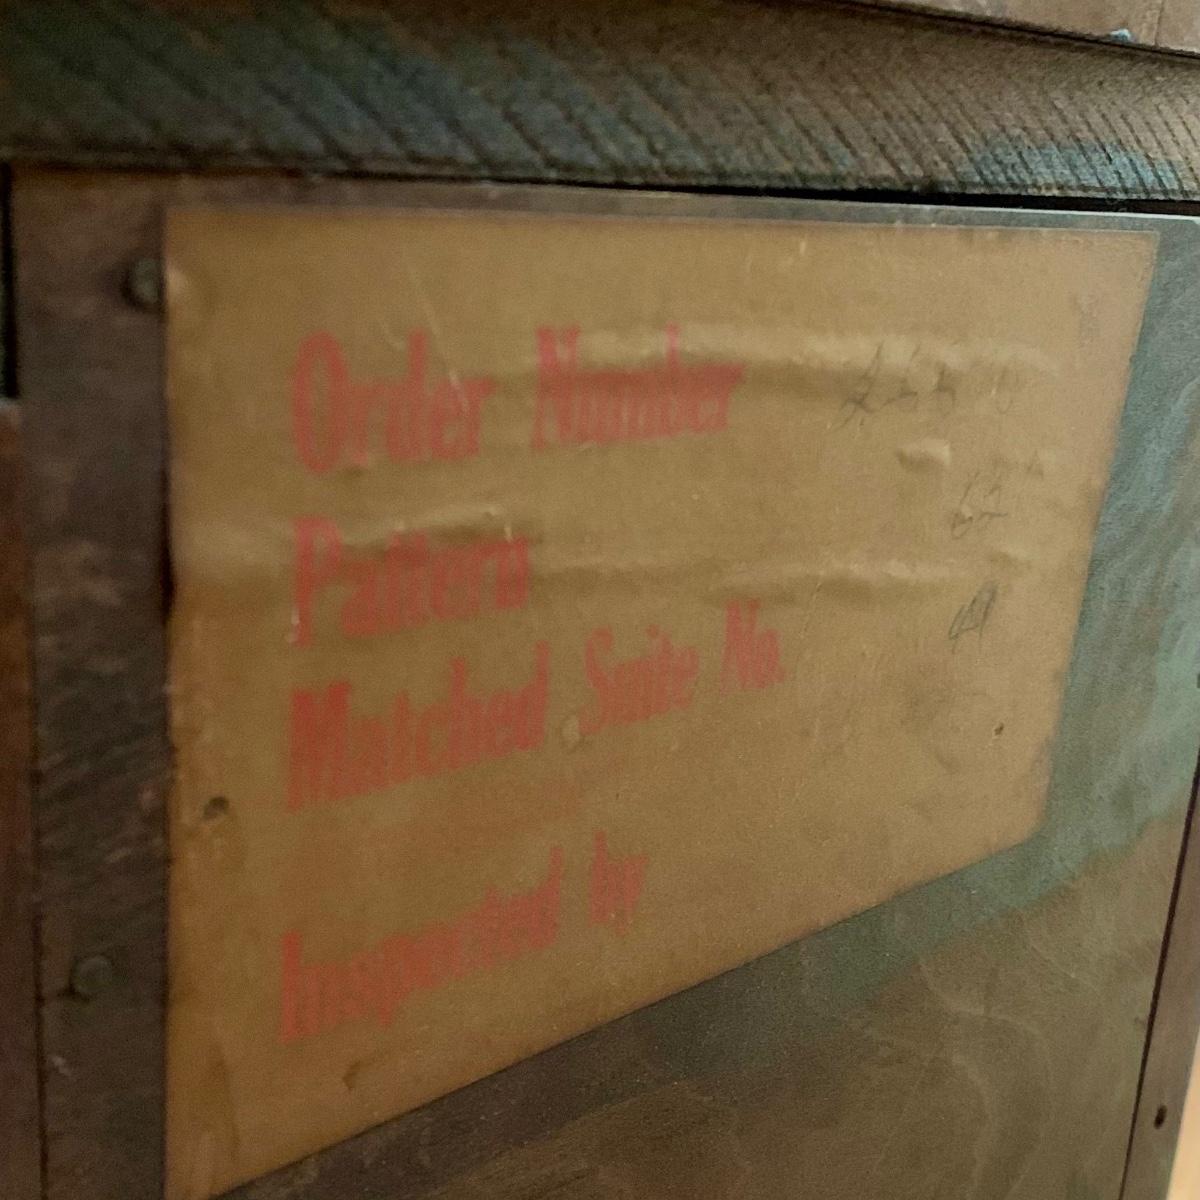 Order Number
Pattern
Matched Suite No.
Inspected by